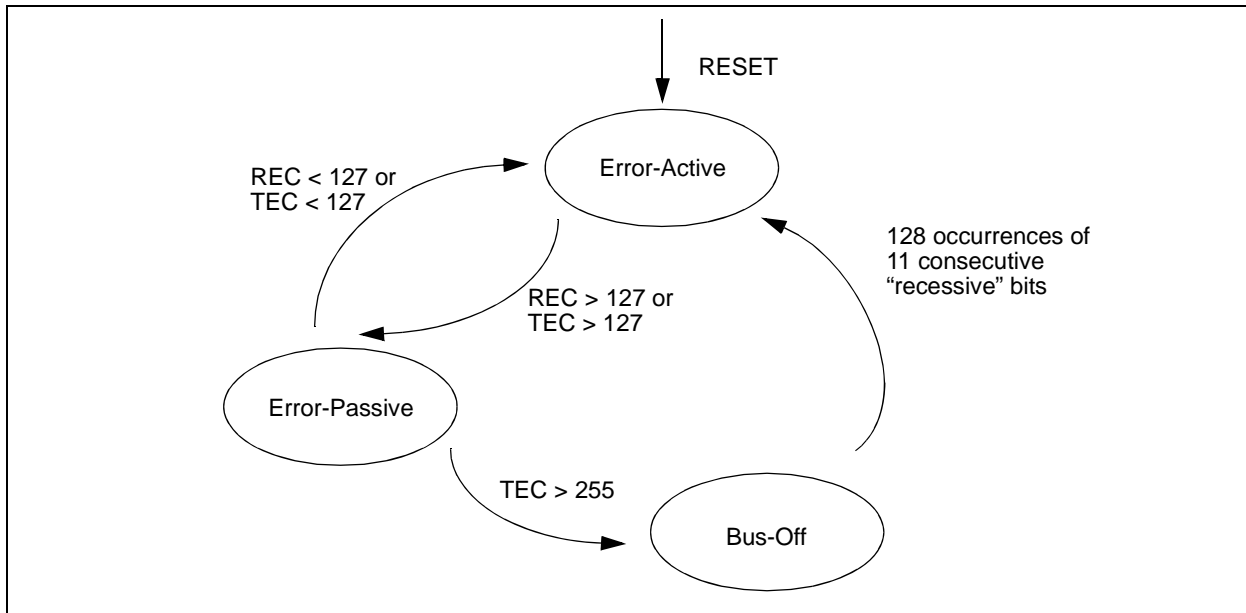 RESET
Error-Active
REC < 127 or
TEC < 127
128 occurrences of
11 consecutive
“recessive” bits
REC > 127 or
TEC > 127
Error-Passive
TEC > 255
Bus-Off